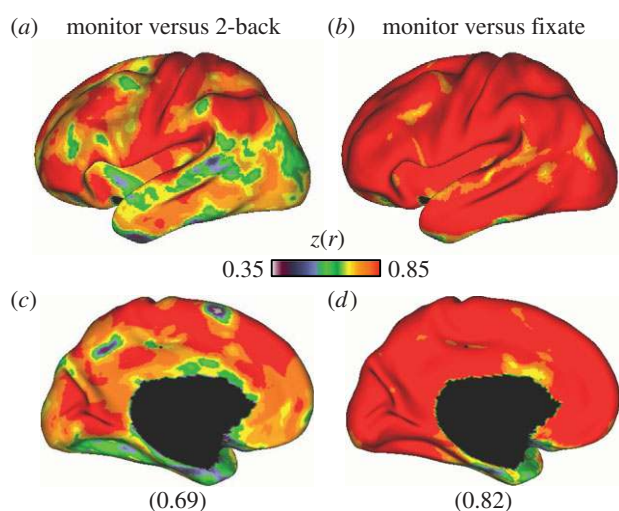 (a) monitor versus 2-back
(b) monitor versus fixate
z(r)
0.35 0.85
(c)
(d)
(0.69)
(0.82)